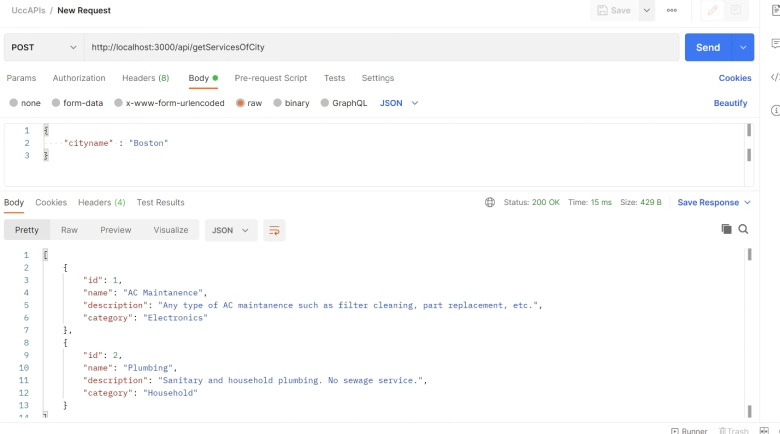 UccAPIs / New Request
Save
POST http://localhost:3000/api/getServicesOfCity Send
Params Authorization Headers (8) Body Pre-request Script Tests Settings Cookies
none form-data x-www-form-urlencoded raw binary GraphQL JSON Beautify
1 {
2 "cityname" : "Boston"
3 }
Body Cookies Headers (4) Test Results Status: 200 OK Time: 15 ms Size: 429 B Save Response
Pretty Raw Preview Visualize JSON
1 [
2 {
3 "id": 1,
4 "name": "AC Maintanence",
5 "description": "Any type of AC maintanence such as filter cleaning, part replacement, etc.",
6 "category": "Electronics"
7 },
8 {
9 "id": 2,
10 "name": "Plumbing",
11 "description": "Sanitary and household plumbing. No sewage service.",
12 "category": "Household"
13 }
14 ]
Runner Trash